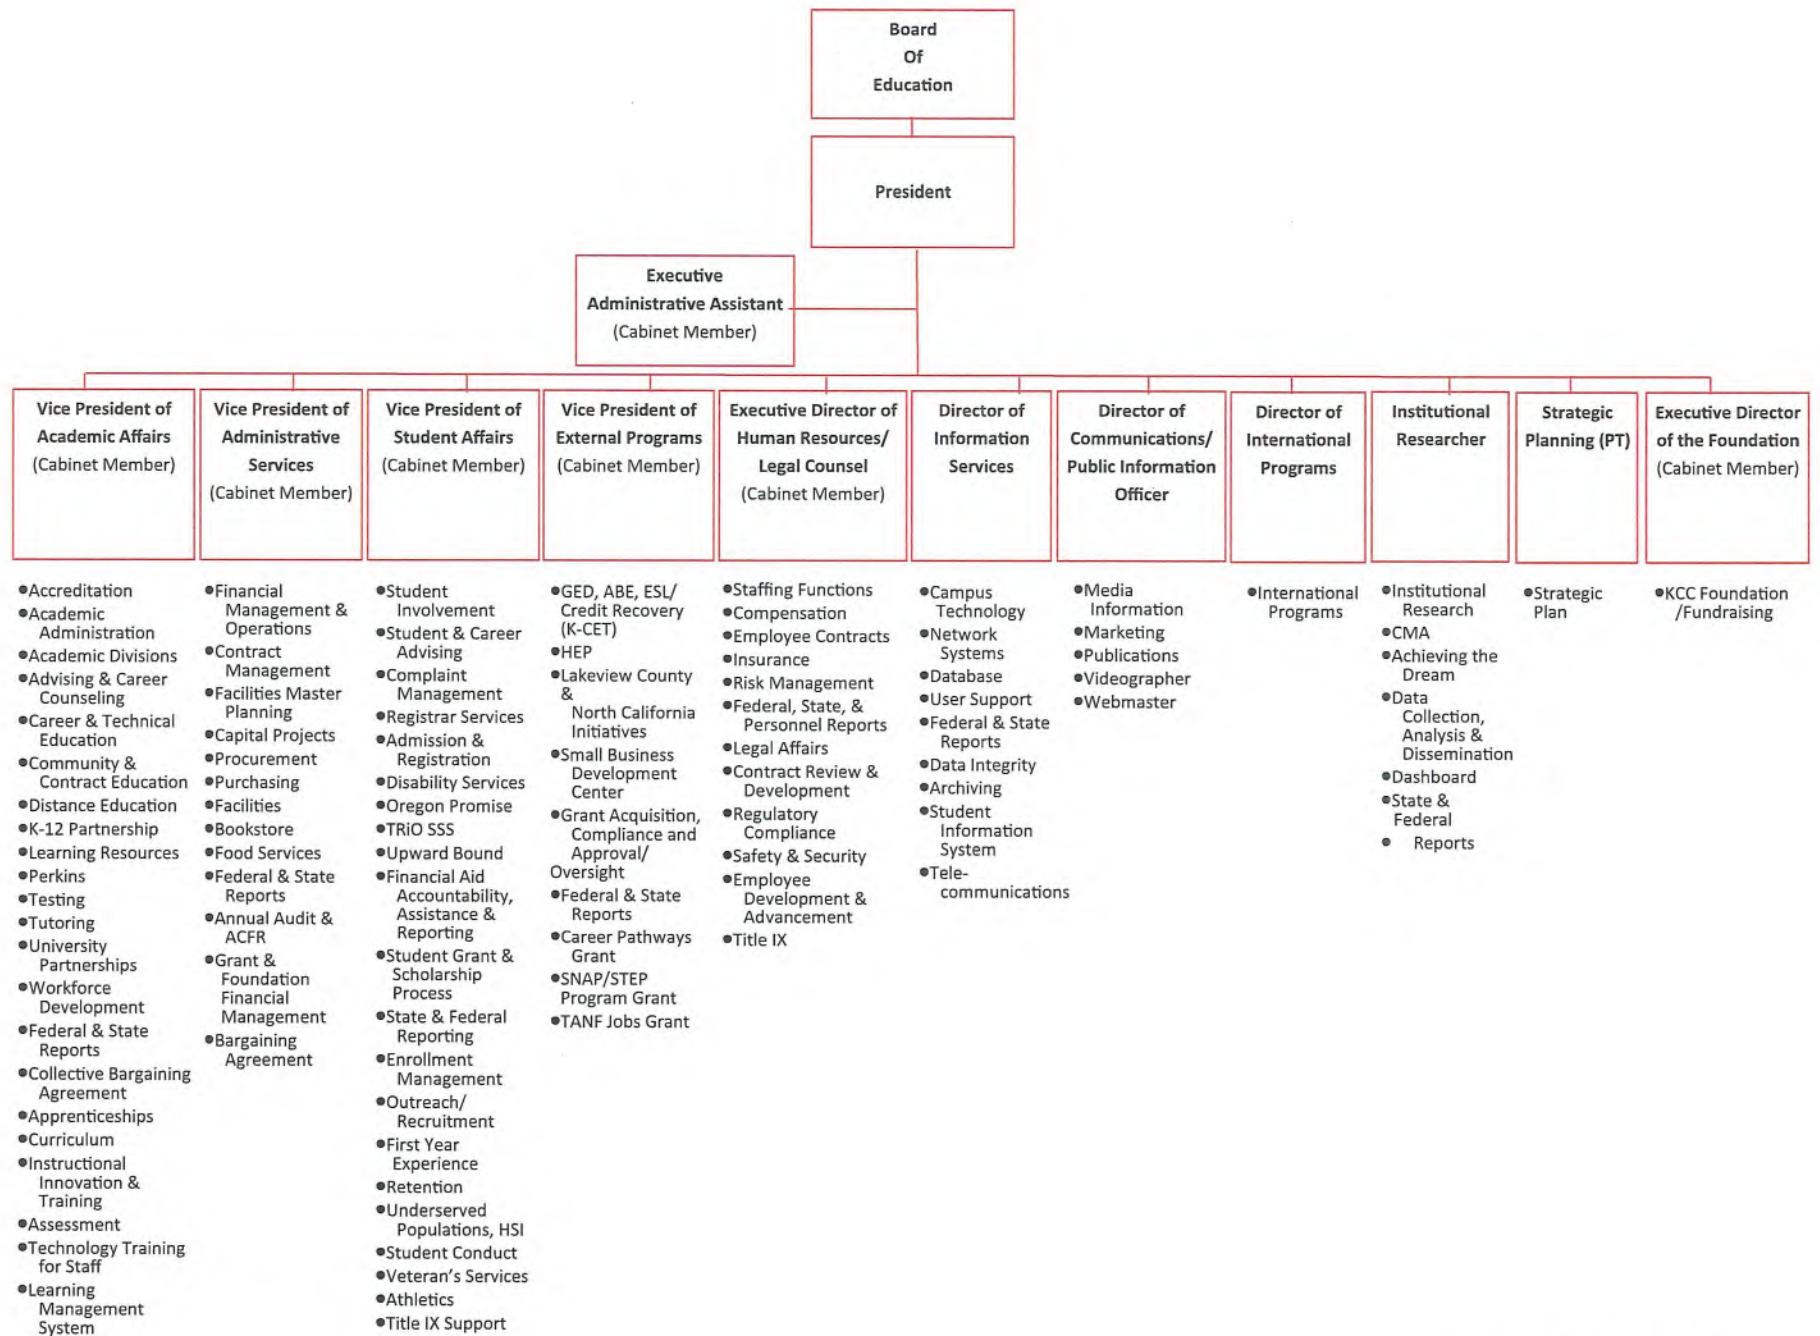 Board
Of
Education
President
Executive
Administrative Assistant
(Cabinet Member)
Vice President of
Academic Affairs
(Cabinet Member)
Vice President of
Administrative
Services
(Cabinet Member)
Vice President of
Student Affairs
(Cabinet Member)
Vice President of
External Programs
(Cabinet Member)
Executive Director of
Human Resources/
Legal Counsel
(Cabinet Member)
Director of
Information
Services
Director of
Communications/
Public Information
Officer
Director of
International
Programs
Institutional
Researcher
Strategic
Planning (PT)
Executive Director
of the Foundation
(Cabinet Member)
●Accreditation
●Academic
Administration
●Academic Divisions
●Advising & Career
Counseling
●Career & Technical
Education
●Community &
Contract Education
●Distance Education
●K-12 Partnership
●Learning Resources
●Perkins
●Testing
●Tutoring
●University
Partnerships
●Workforce
Development
●Federal & State
Reports
●Collective Bargaining
Agreement
●Apprenticeships
●Curriculum
●Instructional
Innovation &
Training
●Assessment
●Technology Training
for Staff
●Learning
Management
System
●Financial
Management &
Operations
●Contract
Management
●Facilities Master
Planning
●Capital Projects
●Procurement
●Purchasing
●Facilities
●Bookstore
●Food Services
●Federal & State
Reports
●Annual Audit &
ACFR
●Grant &
Foundation
Financial
Management
●Bargaining
Agreement
●Student
Involvement
●Student & Career
Advising
●Complaint
Management
●Registrar Services
●Admission &
Registration
●Disability Services
●Oregon Promise
●TRiO SSS
●Upward Bound
●Financial Aid
Accountability,
Assistance &
Reporting
●Student Grant &
Scholarship
Process
●State & Federal
Reporting
●Enrollment
Management
●Outreach/
Recruitment
●First Year
Experience
●Retention
●Underserved
Populations, HSI
●Student Conduct
●Veteran's Services
●Athletics
●Title IX Support
●GED, ABE, ESL/
Credit Recovery
(K-CET)
●HEP
●Lakeview County
&
North California
Initiatives
●Small Business
Development
Center
●Grant Acquisition,
Compliance and
Approval/
Oversight
●Federal & State
Reports
●Career Pathways
Grant
●SNAP/STEP
Program Grant
●TANF Jobs Grant
●Staffing Functions
●Compensation
●Employee Contracts
●Insurance
●Risk Management
●Federal, State, &
Personnel Reports
●Legal Affairs
●Contract Review &
Development
●Regulatory
Compliance
●Safety & Security
●Employee
Development &
Advancement
●Title IX
●Campus
Technology
●Network
Systems
●Database
●User Support
●Federal & State
Reports
●Data Integrity
●Archiving
●Student
Information
System
●Tele-
communications
●Media
Information
●Marketing
●Publications
●Videographer
●Webmaster
●International
Programs
●Institutional
Research
●CMA
●Achieving the
Dream
●Data
Collection,
Analysis &
Dissemination
●Dashboard
●State &
Federal
● Reports
●Strategic
Plan
●KCC Foundation
/Fundraising